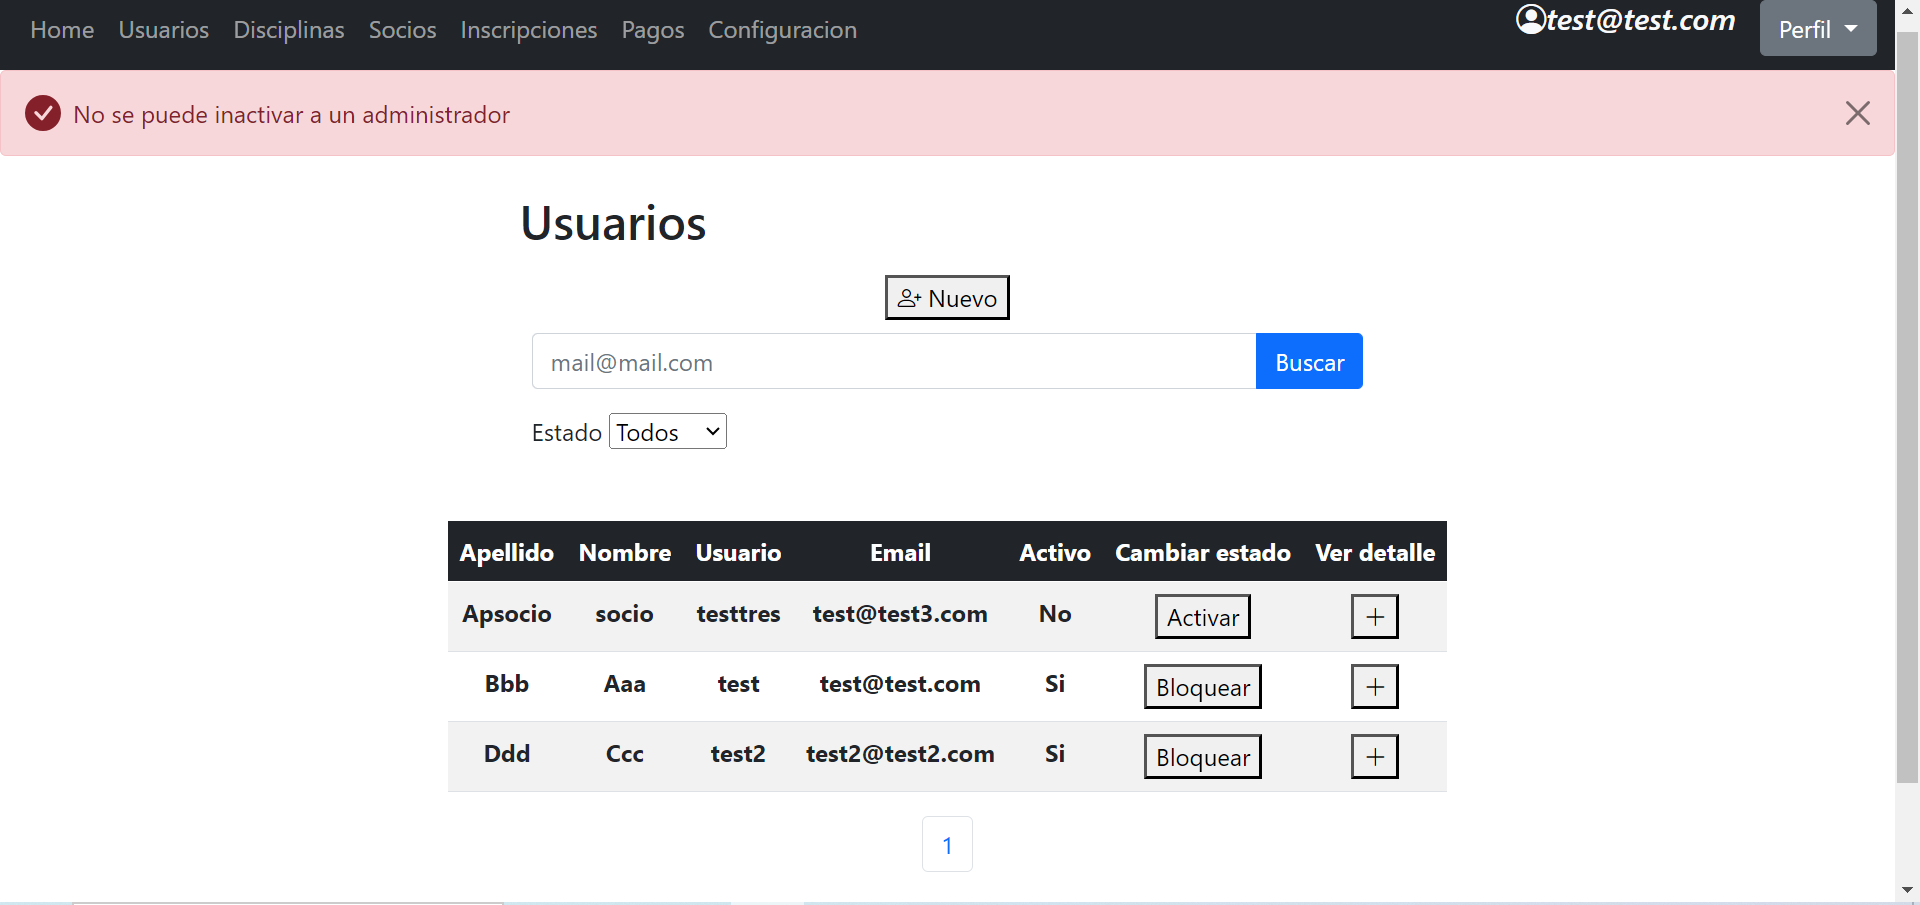 Home Usuarios Disciplinas Socios Inscripciones Pagos Configuracion test@test.com Perfil
No se puede inactivar a un administrador
Usuarios
Nuevo
mail@mail.com Buscar
Estado Todos
Apellido Nombre Usuario Email Activo Cambiar estado Ver detalle
Apsocio socio testtres test@test3.com No Activar +
Bbb Aaa test test@test.com Si Bloquear +
Ddd Ccc test2 test2@test2.com Si Bloquear +
1